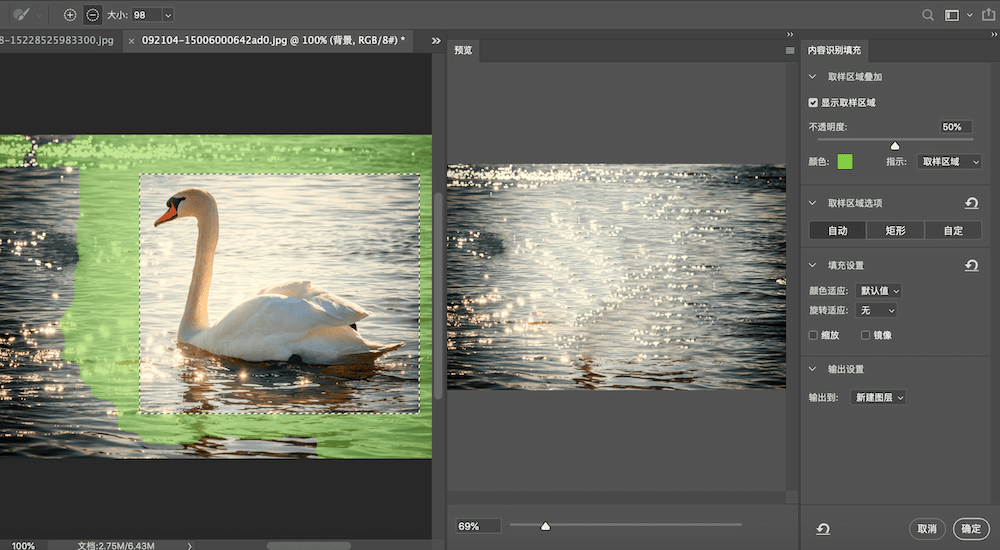 大小: 98
8-15228525983300.jpg
× 092104-15006000642ad0.jpg @ 100% (背景, RGB/8#) *
预览
内容识别填充
取样区域叠加
显示取样区域
不透明度: 50%
颜色: 指示: 取样区域
取样区域选项
自动 矩形 自定
填充设置
颜色适应: 默认值
旋转适应: 无
缩放 镜像
输出设置
输出到: 新建图层
69%
取消 确定
100% 文档:2.75M/6.43M